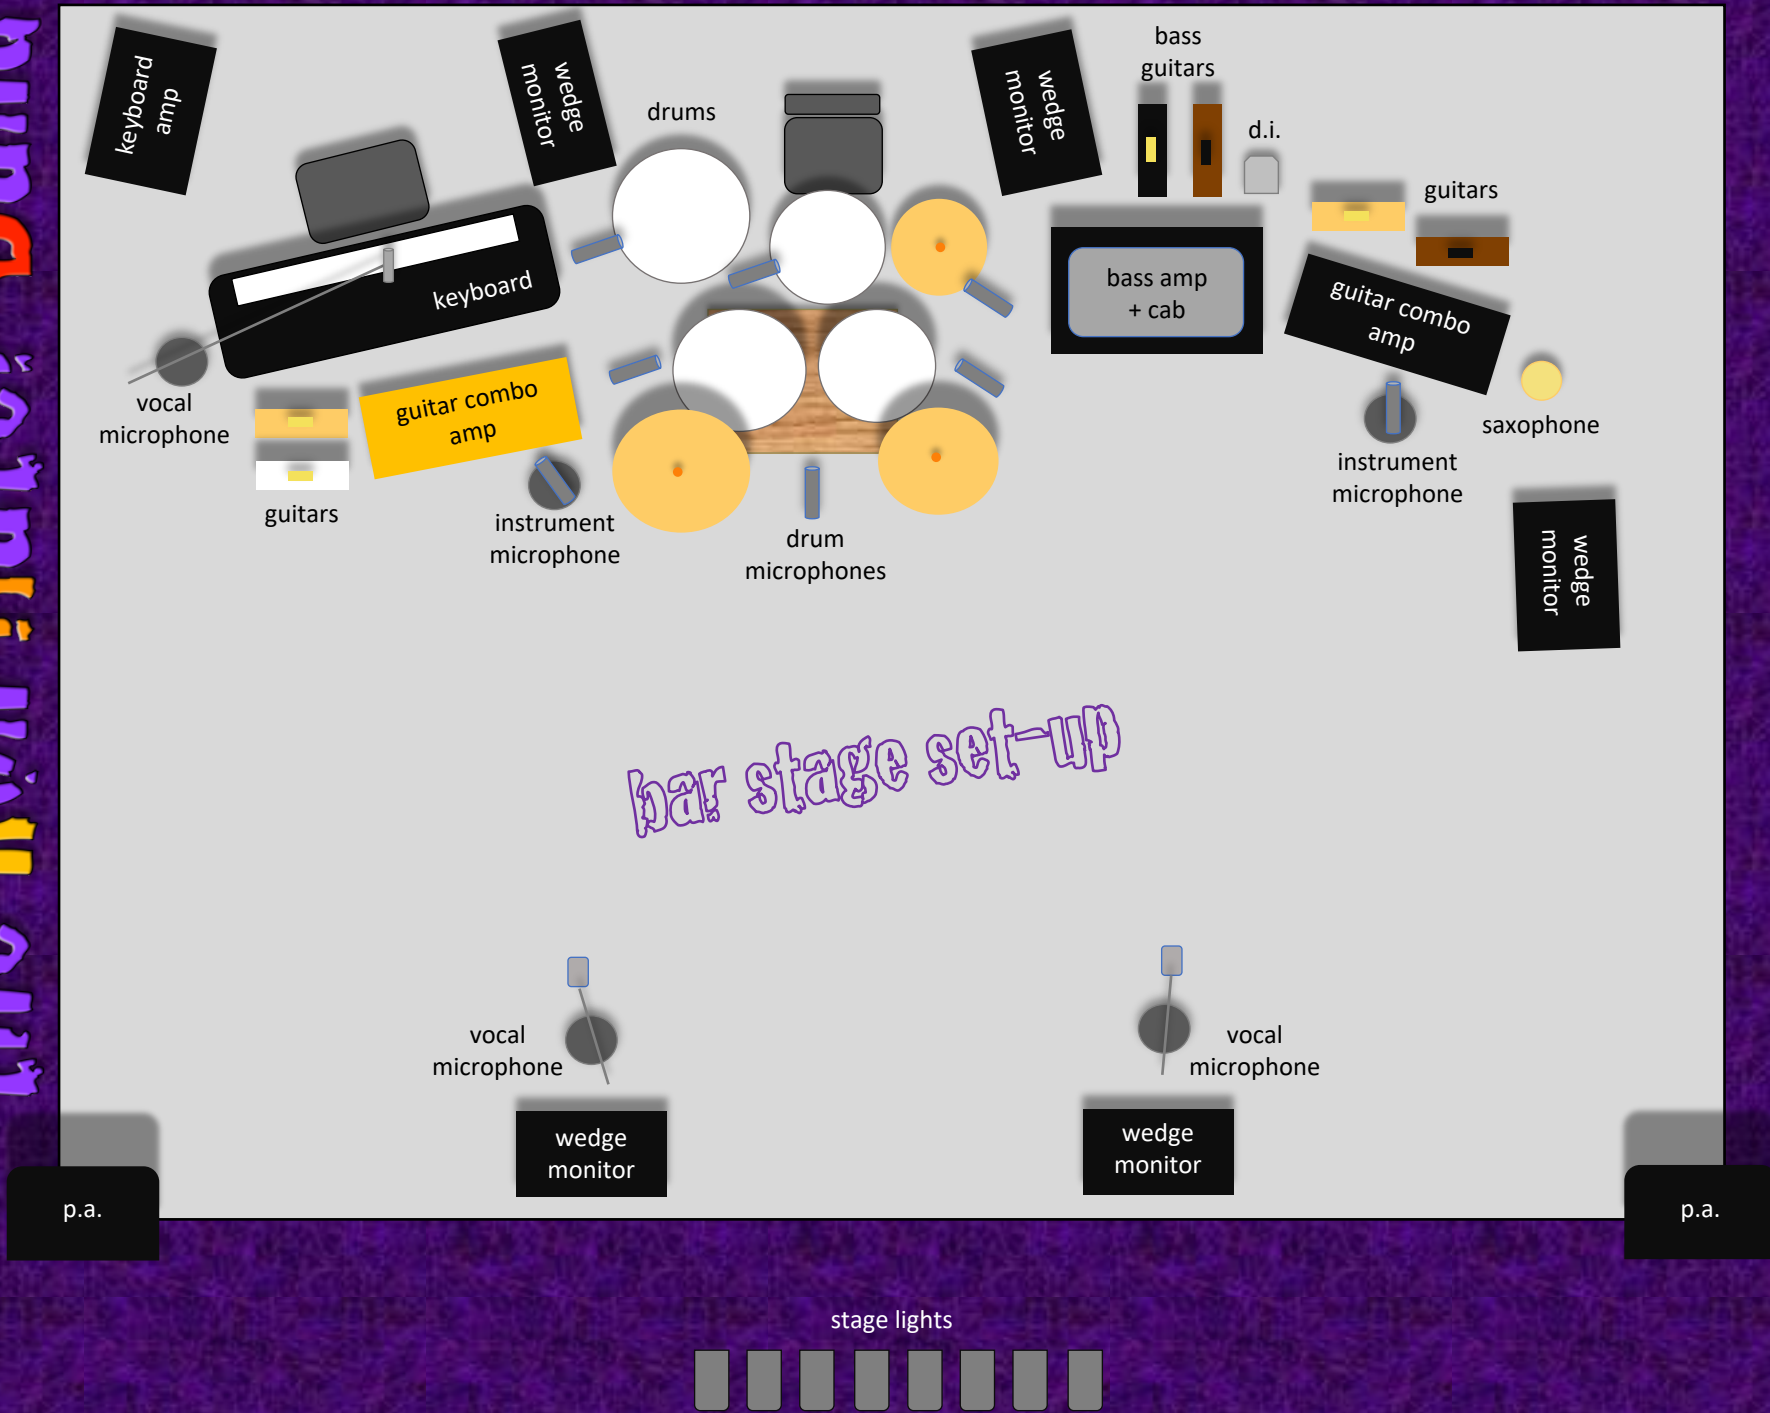 keyboard
amp
wedge
monitor
drums
wedge
monitor
bass
guitars
d.i.
guitars
keyboard
bass amp
+ cab
guitar combo
amp
vocal
microphone
guitar combo
amp
saxophone
instrument
microphone
guitars
instrument
microphone
drum
microphones
wedge
monitor
bar stage set-up
vocal
microphone
vocal
microphone
wedge
monitor
wedge
monitor
p.a.
p.a.
stage lights